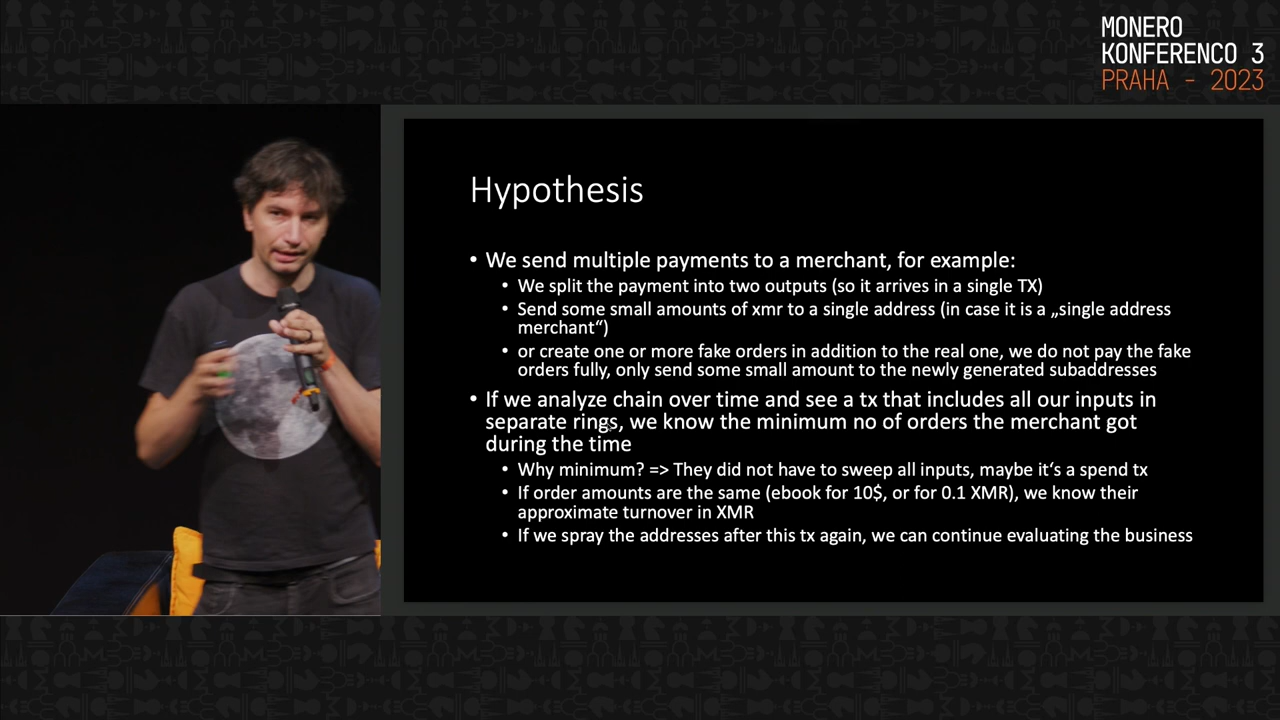 MONERO
KONFERENCO 3
PRAHA - 2023
Hypothesis
• We send multiple payments to a merchant, for example:
• We split the payment into two outputs (so it arrives in a single TX)
• Send some small amounts of xmr to a single address (in case it is a „single address
merchant“)
• or create one or more fake orders in addition to the real one, we do not pay the fake
orders fully, only send some small amount to the newly generated subaddresses
• If we analyze chain over time and see a tx that includes all our inputs in
separate rings, we know the minimum no of orders the merchant got
during the time
• Why minimum? => They did not have to sweep all inputs, maybe it‘s a spend tx
• If order amounts are the same (ebook for 10$, or for 0.1 XMR), we know their
approximate turnover in XMR
• If we spray the addresses after this tx again, we can continue evaluating the business